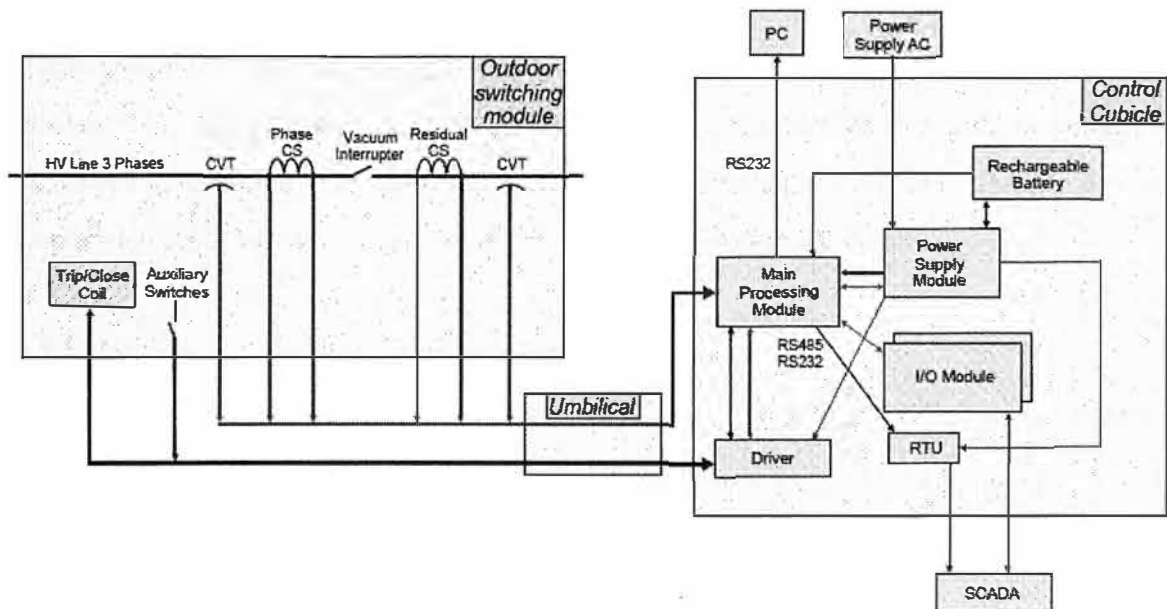 PC
Power
Supply AC
Outdoor
switching
module
Control
Cubicle
Phase
CS
Vacuum
Interrupter
Residual
CS
HV Line 3 Phases
CVT
CVT
RS232
Rechargeable
Battery
Power
Supply
Module
Trip/Close
Coil
Auxiliary
Switches
Main
Processing
Module
RS485
RS232
I/O Module
Umbilical
Driver
RTU
SCADA